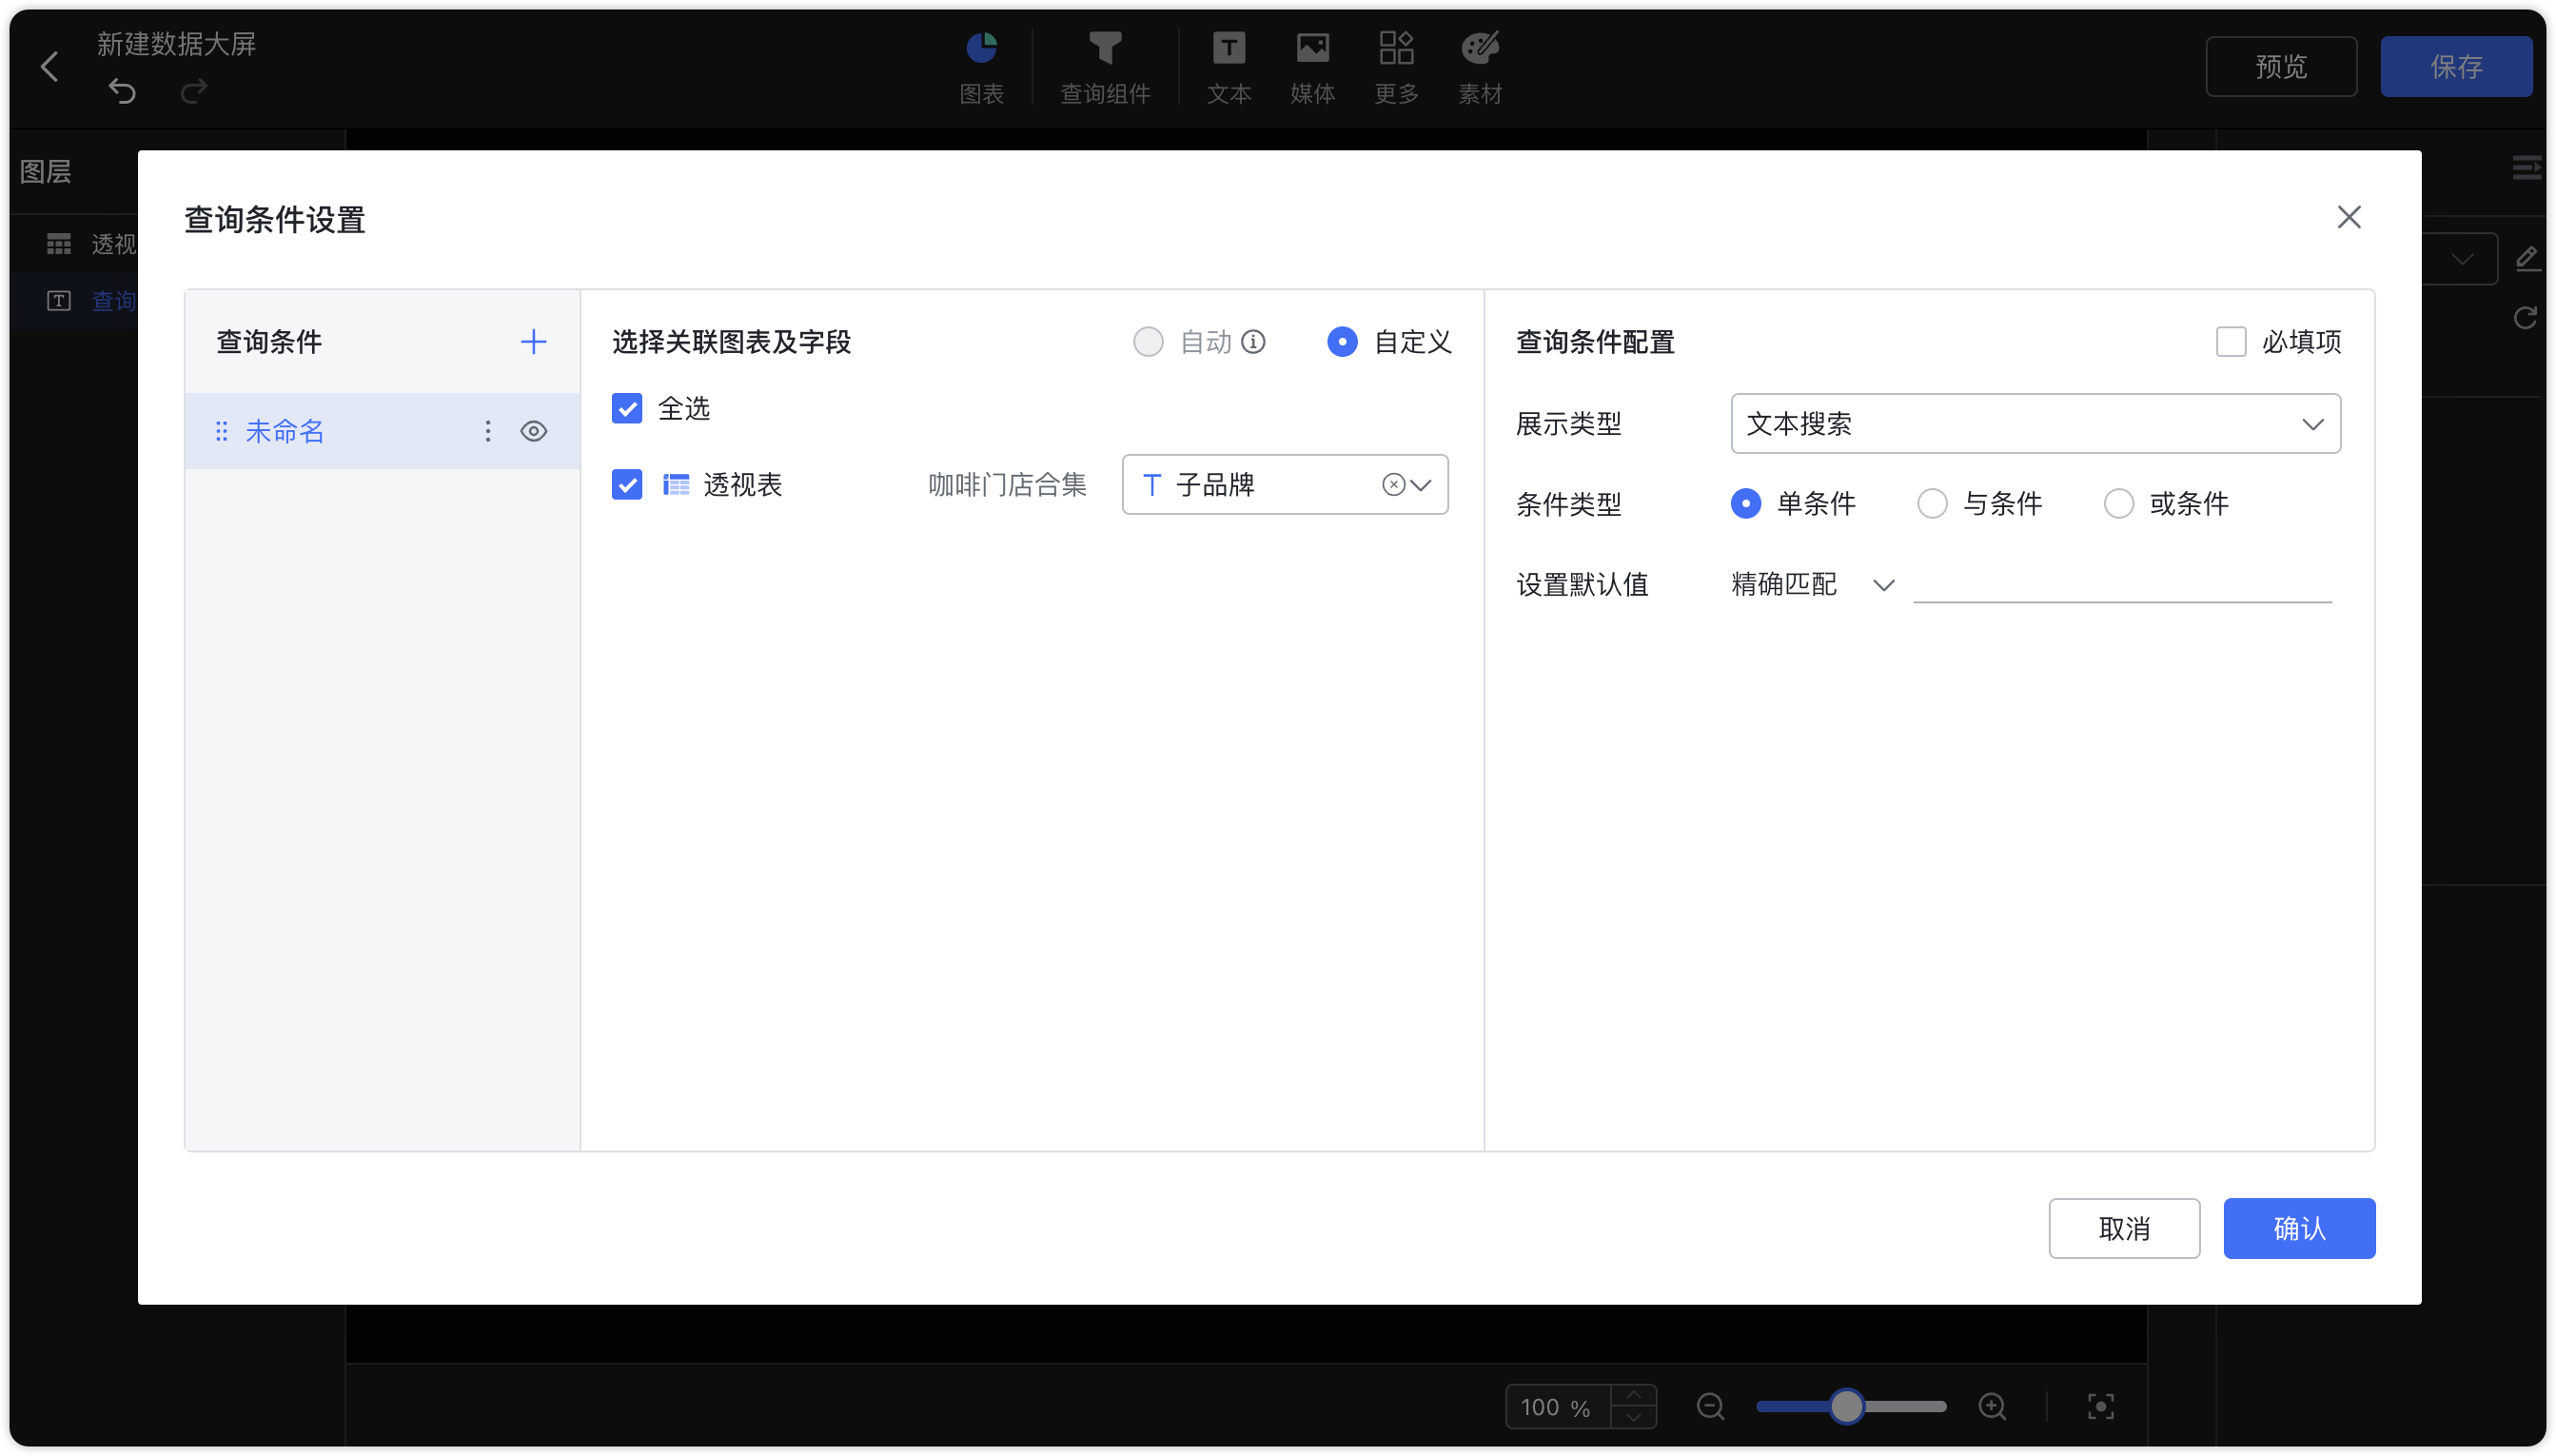 新建数据大屏
图表
查询组件
文本
媒体
更多
素材
预览
保存
图层
透视
查询
查询条件设置
查询条件
未命名
选择关联图表及字段
自动
自定义
全选
透视表
咖啡门店合集
T 子品牌
查询条件配置
必填项
展示类型
文本搜索
条件类型
单条件
与条件
或条件
设置默认值
精确匹配
取消
确认
100 %